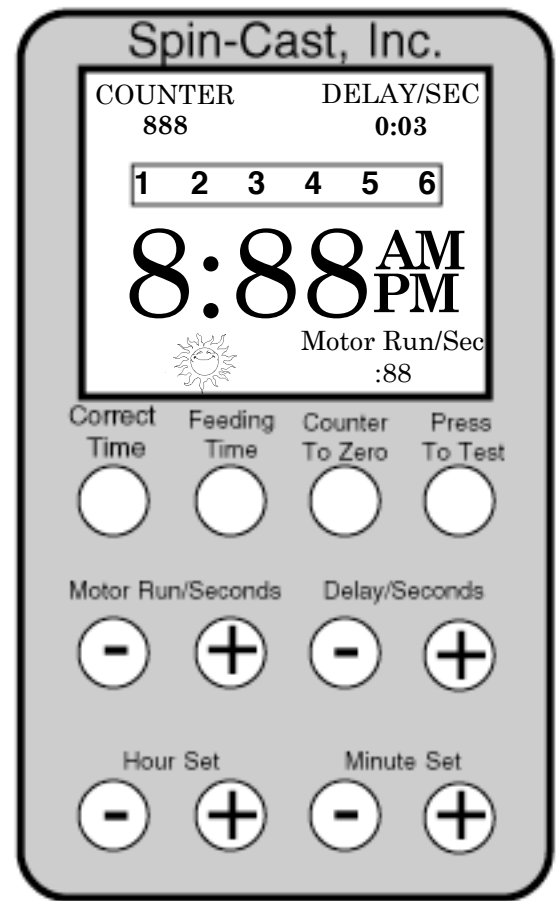 Spin-Cast, Inc.
COUNTER DELAY/SEC
888 0:03
1 2 3 4 5 6
8:88 AM PM
Motor Run/Sec
:88
Correct Time Feeding Time Counter To Zero Press To Test
Motor Run/Seconds Delay/Seconds
- + - +
Hour Set Minute Set
- + - +